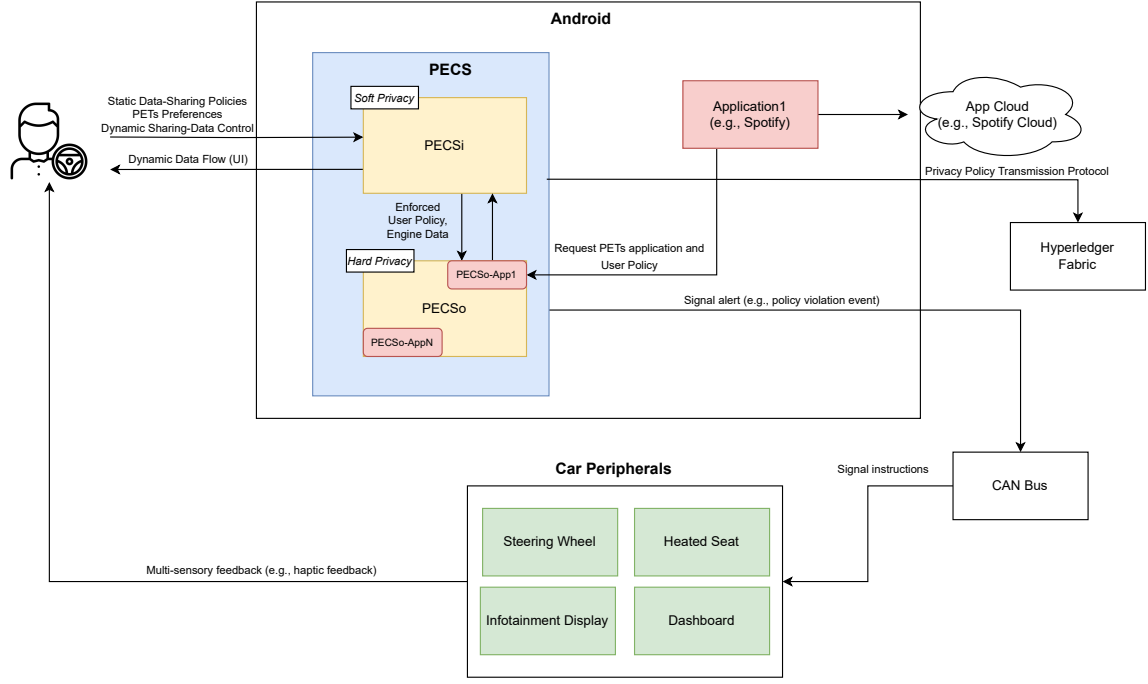 Android
PECS
Soft Privacy
PECSi
Static Data-Sharing Policies
PETs Preferences
Dynamic Sharing-Data Control
Dynamic Data Flow (UI)
Application1
(e.g., Spotify)
App Cloud
(e.g., Spotify Cloud)
Privacy Policy Transmission Protocol
Hyperledger
Fabric
Enforced
User Policy,
Engine Data
Request PETs application and
User Policy
Hard Privacy
PECSo-App1
PECSo
PECSo-AppN
Signal alert (e.g., policy violation event)
CAN Bus
Signal instructions
Car Peripherals
Steering Wheel
Heated Seat
Infotainment Display
Dashboard
Multi-sensory feedback (e.g., haptic feedback)